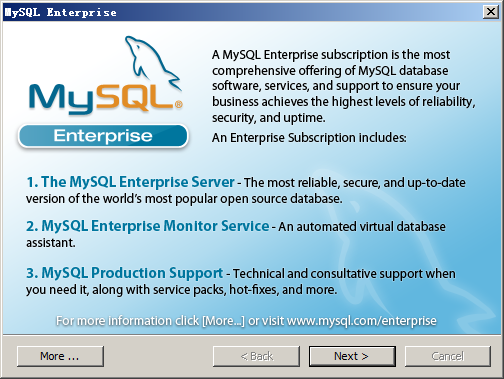 MySQL Enterprise
MySQL®
Enterprise
A MySQL Enterprise subscription is the most
comprehensive offering of MySQL database
software, services, and support to ensure your
business achieves the highest levels of reliability,
security, and uptime.
An Enterprise Subscription includes:
1. The MySQL Enterprise Server - The most reliable, secure, and up-to-date
version of the world's most popular open source database.
2. MySQL Enterprise Monitor Service - An automated virtual database
assistant.
3. MySQL Production Support - Technical and consultative support when
you need it, along with service packs, hot-fixes, and more.
For more information click [More...] or visit www.mysql.com/enterprise
More ...
< Back
Next >
Cancel